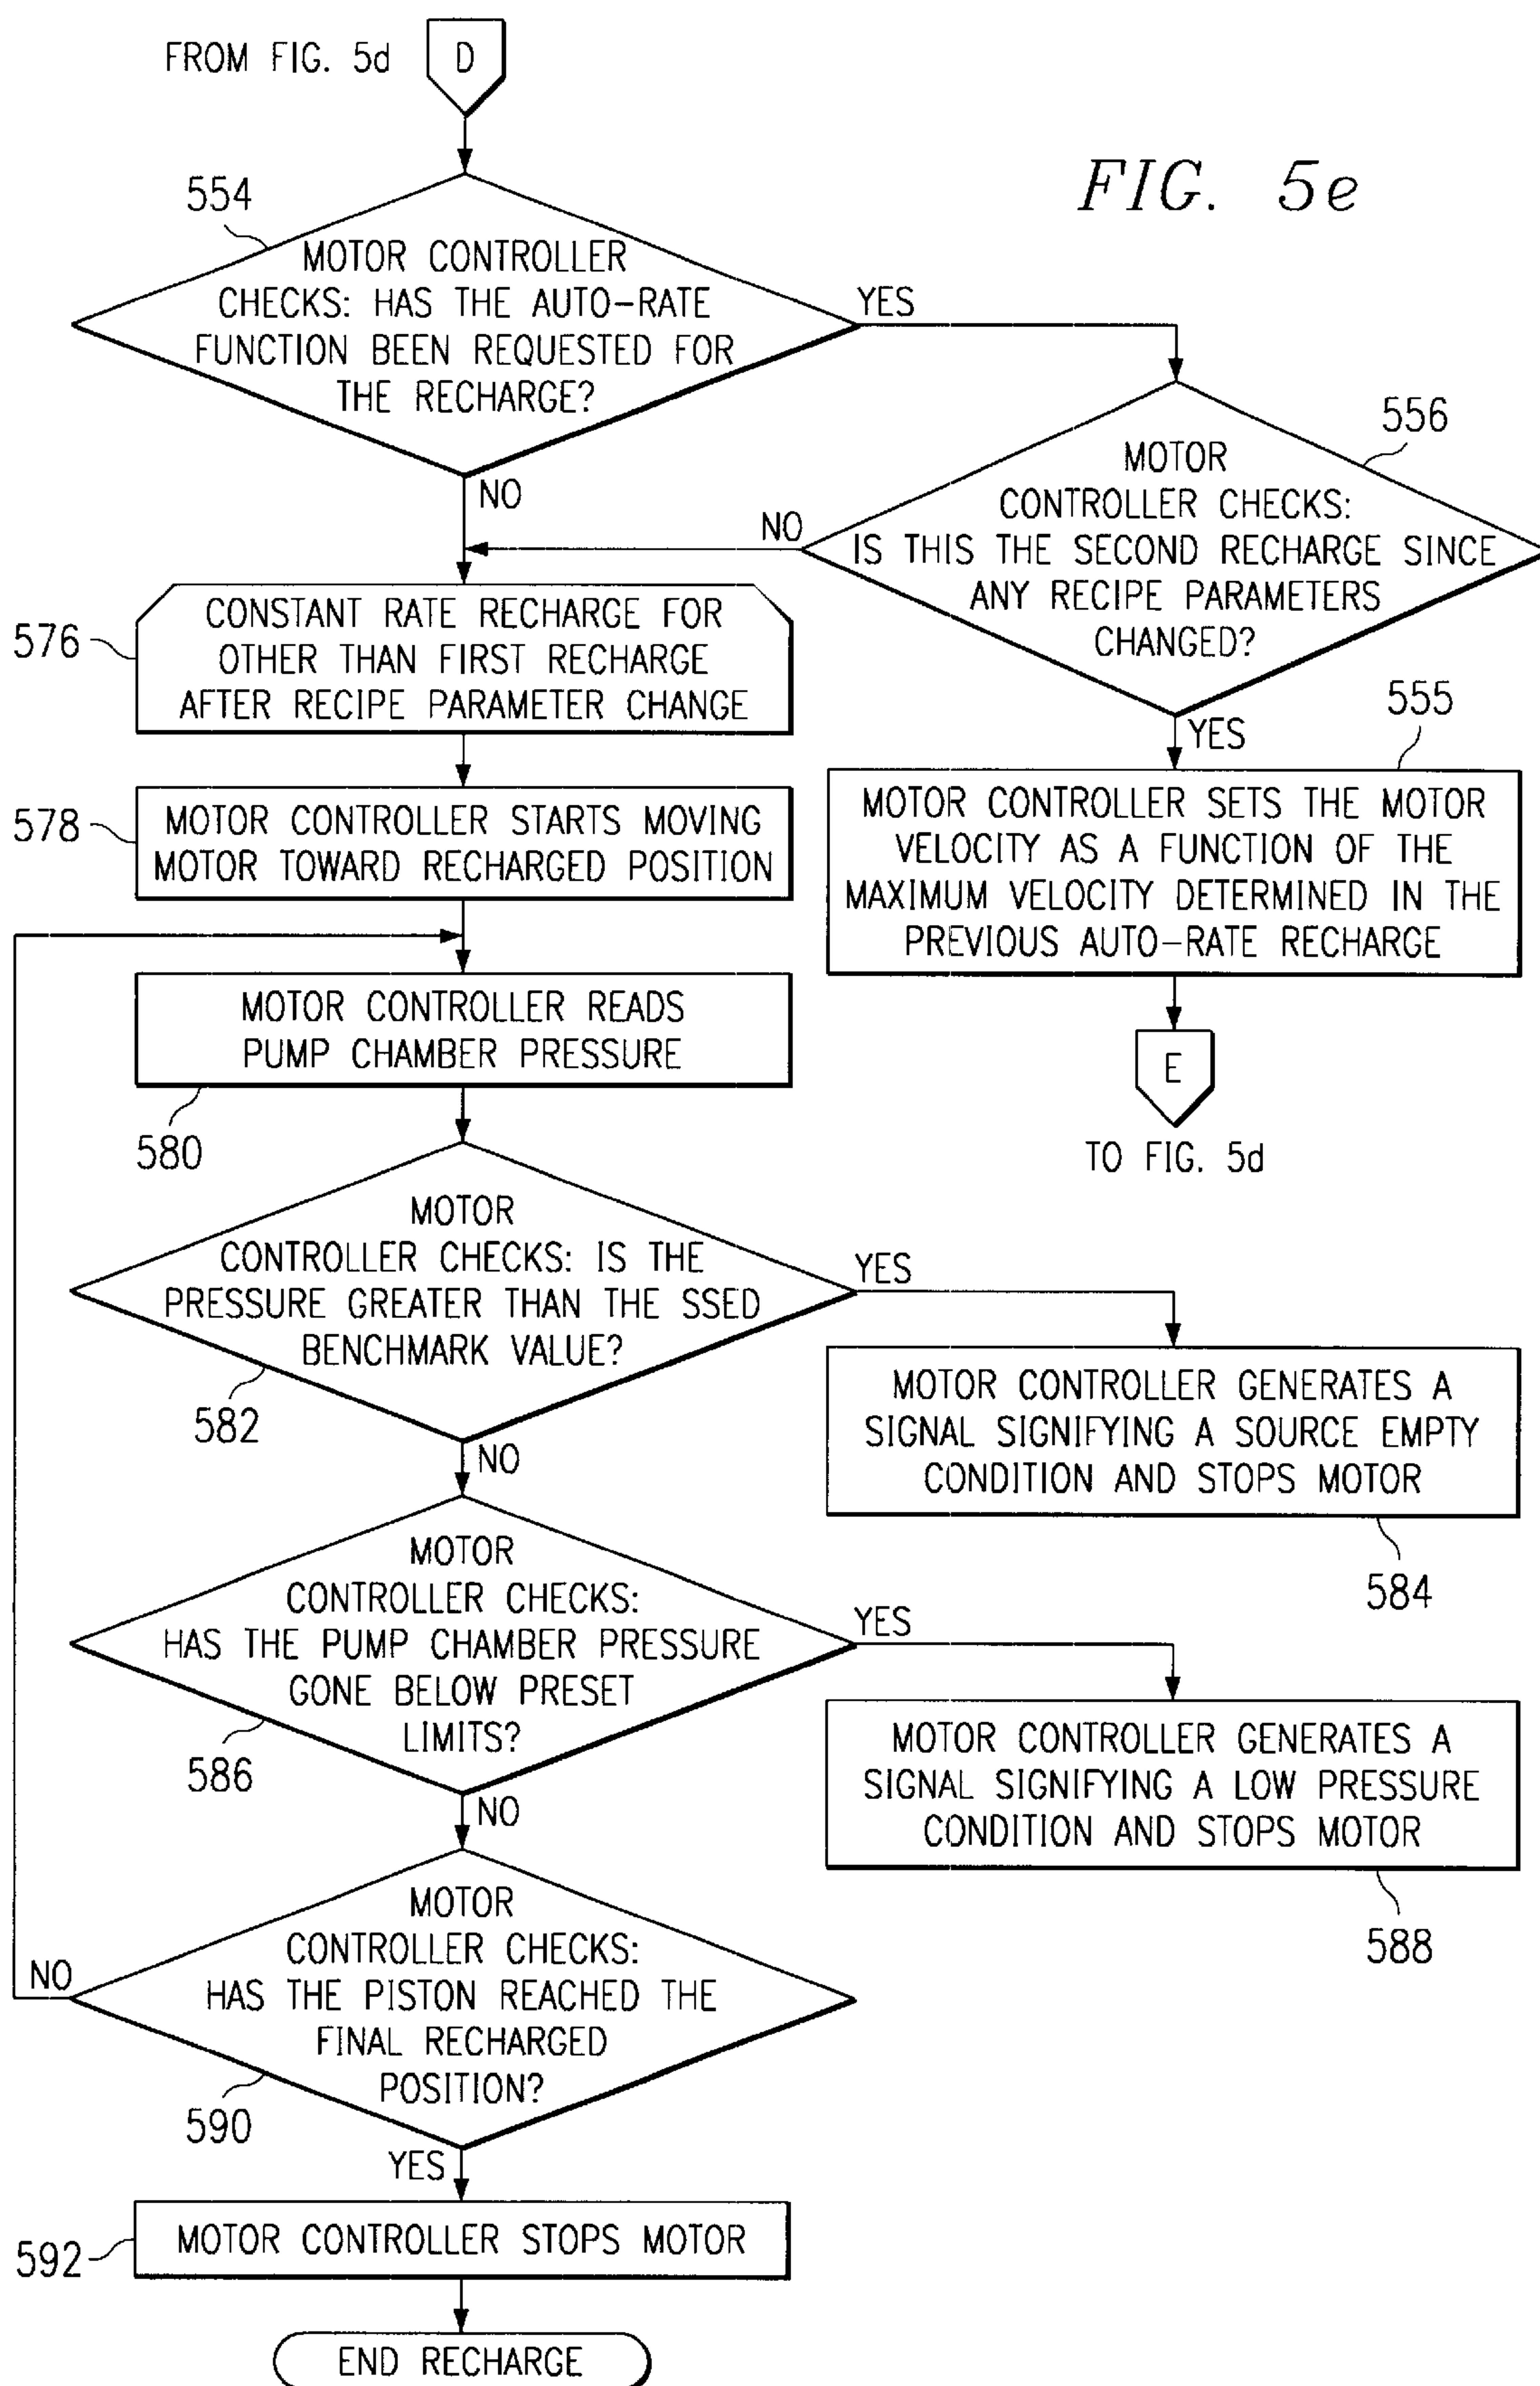 FROM FIG. 5d
D
FIG. 5e
554
MOTOR CONTROLLER
CHECKS: HAS THE AUTO-RATE
FUNCTION BEEN REQUESTED FOR
THE RECHARGE?
YES
NO
556
MOTOR
CONTROLLER CHECKS:
IS THIS THE SECOND RECHARGE SINCE
ANY RECIPE PARAMETERS
CHANGED?
NO
YES
576
CONSTANT RATE RECHARGE FOR
OTHER THAN FIRST RECHARGE
AFTER RECIPE PARAMETER CHANGE
555
MOTOR CONTROLLER SETS THE MOTOR
VELOCITY AS A FUNCTION OF THE
MAXIMUM VELOCITY DETERMINED IN THE
PREVIOUS AUTO-RATE RECHARGE
E
TO FIG. 5d
578
MOTOR CONTROLLER STARTS MOVING
MOTOR TOWARD RECHARGED POSITION
MOTOR CONTROLLER READS
PUMP CHAMBER PRESSURE
580
MOTOR
CONTROLLER CHECKS: IS THE
PRESSURE GREATER THAN THE SSED
BENCHMARK VALUE?
582
YES
NO
MOTOR CONTROLLER GENERATES A
SIGNAL SIGNIFYING A SOURCE EMPTY
CONDITION AND STOPS MOTOR
584
MOTOR
CONTROLLER CHECKS:
HAS THE PUMP CHAMBER PRESSURE
GONE BELOW PRESET
LIMITS?
586
YES
NO
MOTOR CONTROLLER GENERATES A
SIGNAL SIGNIFYING A LOW PRESSURE
CONDITION AND STOPS MOTOR
588
MOTOR
CONTROLLER CHECKS:
HAS THE PISTON REACHED THE
FINAL RECHARGED
POSITION?
590
NO
YES
592
MOTOR CONTROLLER STOPS MOTOR
END RECHARGE